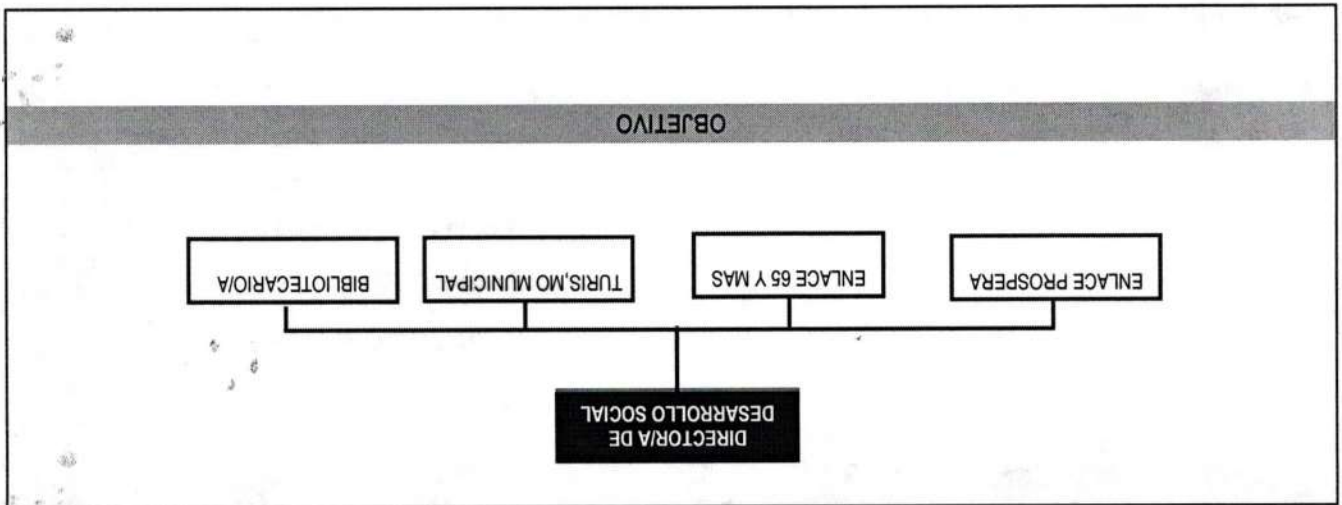 DIRECTOR/A DE
DESARROLLO SOCIAL
ENLACE PROSPERA
ENLACE 65 Y MAS
TURIS,MO MUNICIPAL
BIBLIOTECARIO/A
OBJETIVO